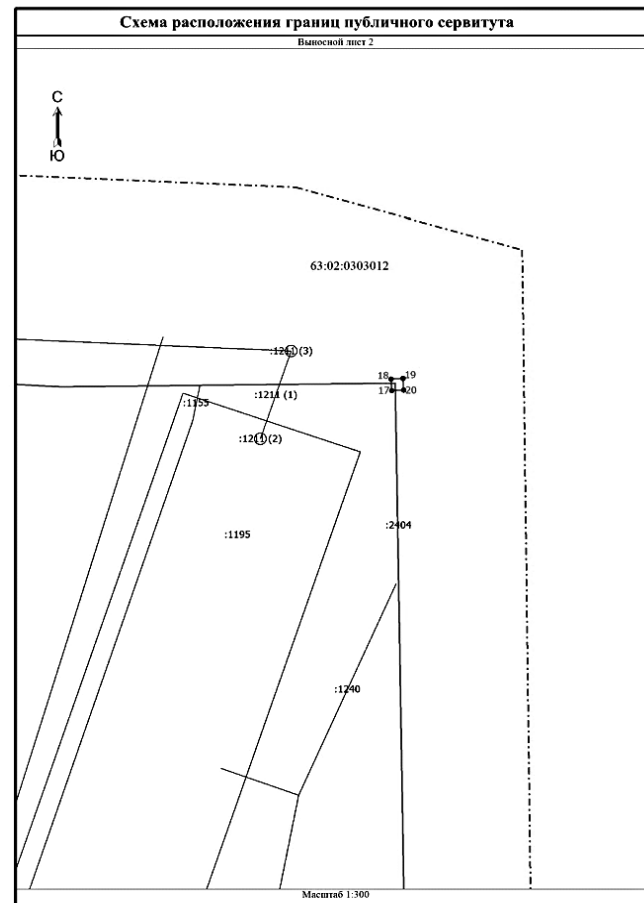 Схема расположения границ публичного сервитута
Выносной лист 2
С
Ю
63:02:0303012
:1211 (3)
18 19
17 20
:1211 (1)
:1155
:1211 (2)
:2404
:1195
:1240
Масштаб 1:300